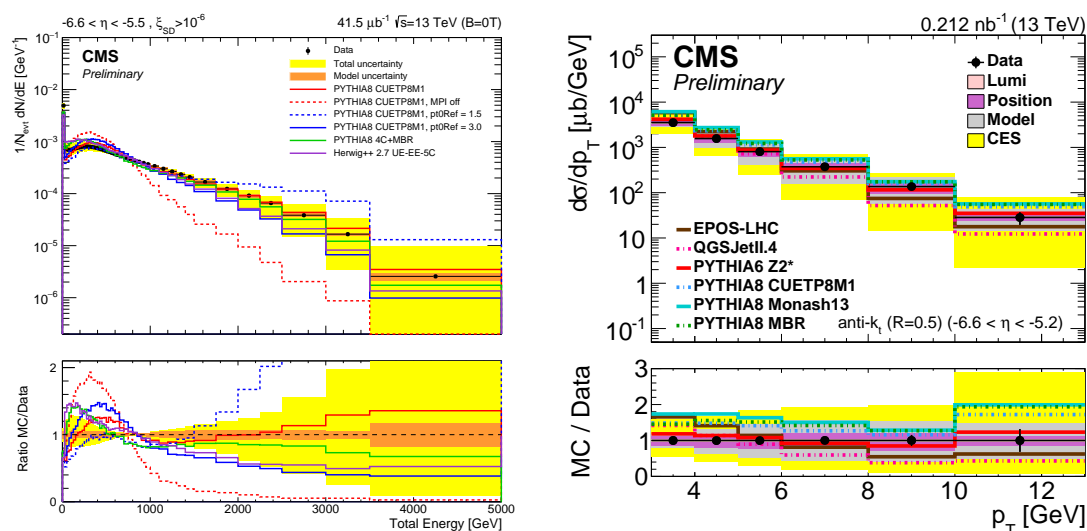 -6.6 < η < -5.5 , ξ_SD>10^-6    41.5 μb^-1 √s=13 TeV (B=0T)
1/N_evt dN/dE [GeV^-1]
10^-1
10^-2
10^-3
10^-4
10^-5
10^-6
CMS
Preliminary
Data
Total uncertainty
Model uncertainty
PYTHIA8 CUETP8M1
PYTHIA8 CUETP8M1, MPI off
PYTHIA8 CUETP8M1, pt0Ref = 1.5
PYTHIA8 CUETP8M1, pt0Ref = 3.0
PYTHIA8 4C+MBR
Herwig++ 2.7 UE-EE-5C
Ratio MC/Data
2
1
0
0 1000 2000 3000 4000 5000
Total Energy [GeV]
0.212 nb^-1 (13 TeV)
dσ/dp_T [μb/GeV]
10^5
10^4
10^3
10^2
10
1
10^-1
CMS
Preliminary
Data
Lumi
Position
Model
CES
EPOS-LHC
QGSJetII.4
PYTHIA6 Z2*
PYTHIA8 CUETP8M1
PYTHIA8 Monash13
PYTHIA8 MBR
anti-k_t (R=0.5) (-6.6 < η < -5.2)
MC / Data
3
2
1
0
4 6 8 10 12
p_T [GeV]